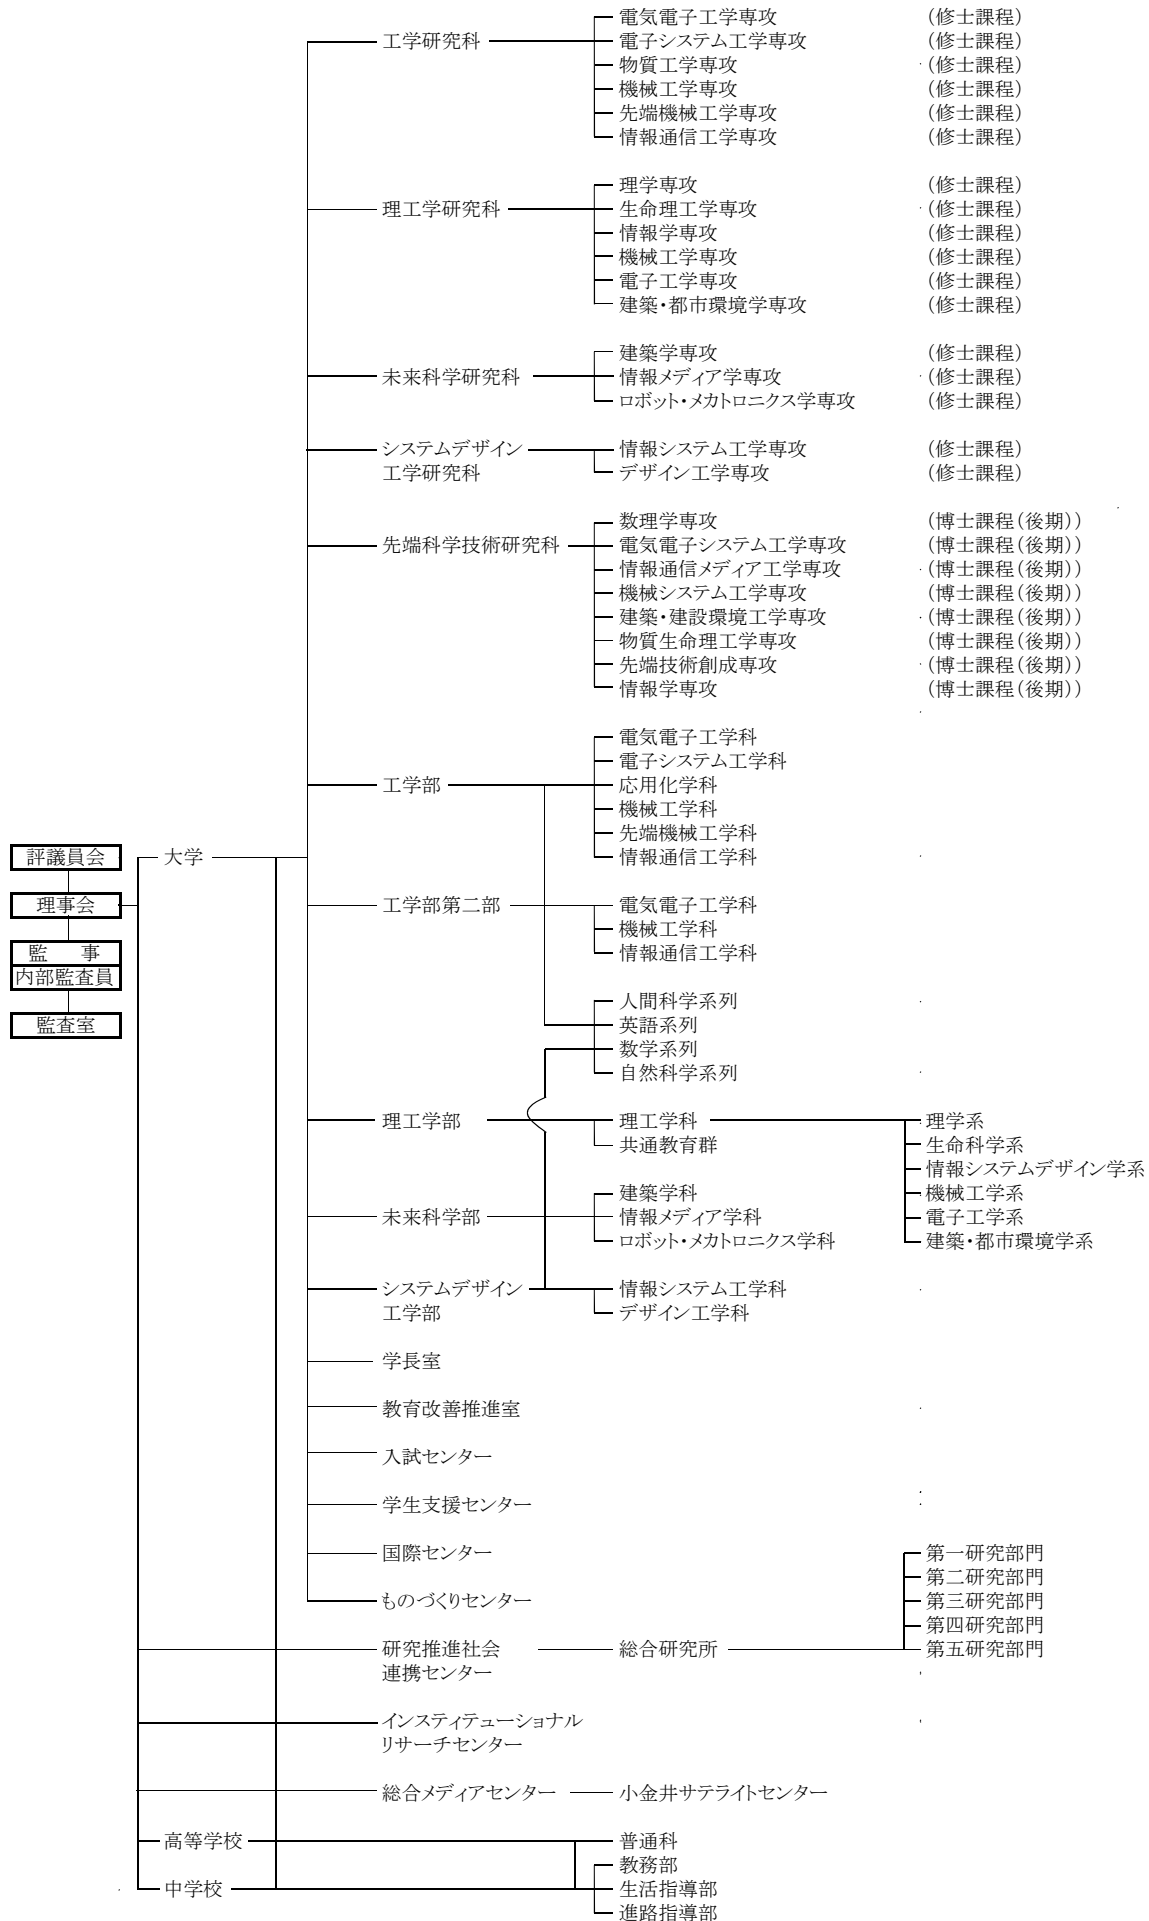 電気電子工学専攻 (修士課程)
工学研究科 電子システム工学専攻 (修士課程)
物質工学専攻 (修士課程)
機械工学専攻 (修士課程)
先端機械工学専攻 (修士課程)
情報通信工学専攻 (修士課程)
理学専攻 (修士課程)
理工学研究科 生命理工学専攻 (修士課程)
情報学専攻 (修士課程)
機械工学専攻 (修士課程)
電子工学専攻 (修士課程)
建築・都市環境学専攻 (修士課程)
建築学専攻 (修士課程)
未来科学研究科 情報メディア学専攻 (修士課程)
ロボット・メカトロニクス学専攻 (修士課程)
システムデザイン 情報システム工学専攻 (修士課程)
工学研究科 デザイン工学専攻 (修士課程)
数理学専攻 (博士課程(後期))
先端科学技術研究科 電気電子システム工学専攻 (博士課程(後期))
情報通信メディア工学専攻 (博士課程(後期))
機械システム工学専攻 (博士課程(後期))
建築・建設環境工学専攻 (博士課程(後期))
物質生命理工学専攻 (博士課程(後期))
先端技術創成専攻 (博士課程(後期))
情報学専攻 (博士課程(後期))
電気電子工学科
電子システム工学科
工学部 応用化学科
機械工学科
先端機械工学科
評議員会 大学 情報通信工学科
理事会 工学部第二部 電気電子工学科
機械工学科
監 事 情報通信工学科
内部監査員
人間科学系列
監査室 英語系列
数学系列
自然科学系列
理工学部 理工学科 理学系
共通教育群 生命科学系
情報システムデザイン学系
建築学科 機械工学系
未来科学部 情報メディア学科 電子工学系
ロボット・メカトロニクス学科 建築・都市環境学系
システムデザイン 情報システム工学科
工学部 デザイン工学科
学長室
教育改善推進室
入試センター
学生支援センター
国際センター 第一研究部門
第二研究部門
ものづくりセンター 第三研究部門
第四研究部門
研究推進社会 総合研究所 第五研究部門
連携センター
インスティテューショナル
リサーチセンター
総合メディアセンター 小金井サテライトセンター
高等学校 普通科
教務部
中学校 生活指導部
進路指導部